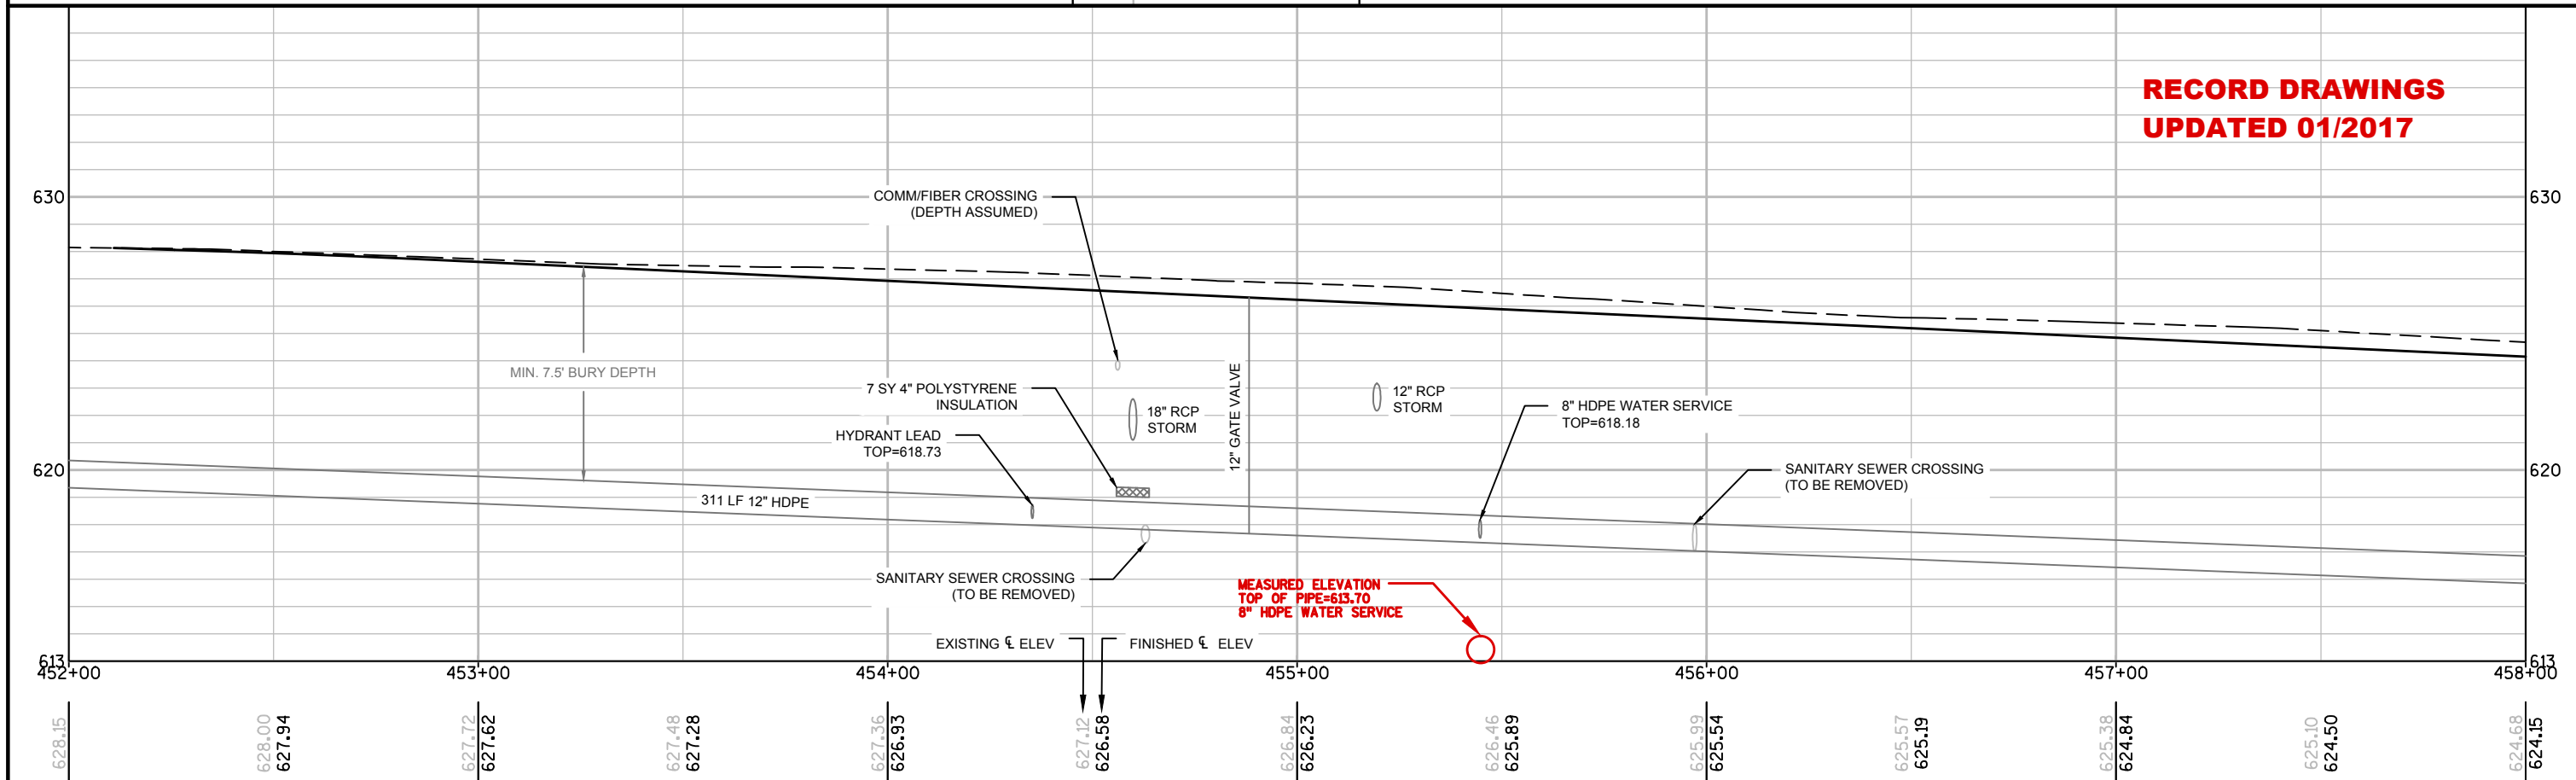 RECORD DRAWINGS
UPDATED 01/2017
630
630
COMM/FIBER CROSSING
(DEPTH ASSUMED)
MIN. 7.5' BURY DEPTH
7 SY 4" POLYSTYRENE
INSULATION
18" RCP
STORM
12" GATE VALVE
12" RCP
STORM
8" HDPE WATER SERVICE
TOP=618.18
HYDRANT LEAD
TOP=618.73
620
620
SANITARY SEWER CROSSING
(TO BE REMOVED)
311 LF 12" HDPE
SANITARY SEWER CROSSING
(TO BE REMOVED)
MEASURED ELEVATION
TOP OF PIPE=613.70
8" HDPE WATER SERVICE
EXISTING ℄ ELEV
FINISHED ℄ ELEV
613
613
452+00
453+00
454+00
455+00
456+00
457+00
458+00
628.15
628.00
627.94
627.72
627.62
627.48
627.28
627.36
626.93
627.12
626.58
626.84
626.23
626.46
625.89
625.99
625.54
625.57
625.19
625.38
624.84
625.10
624.50
624.68
624.15